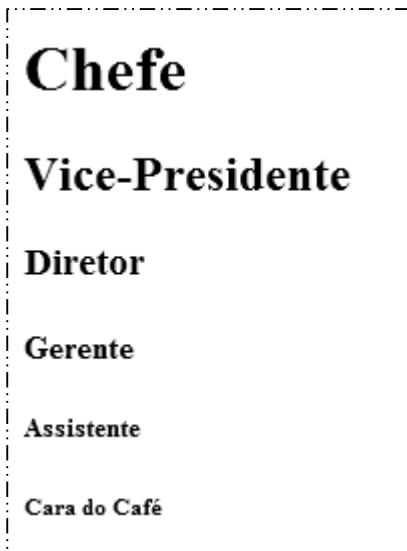 Chefe
Vice-Presidente
Diretor
Gerente
Assistente
Cara do Café